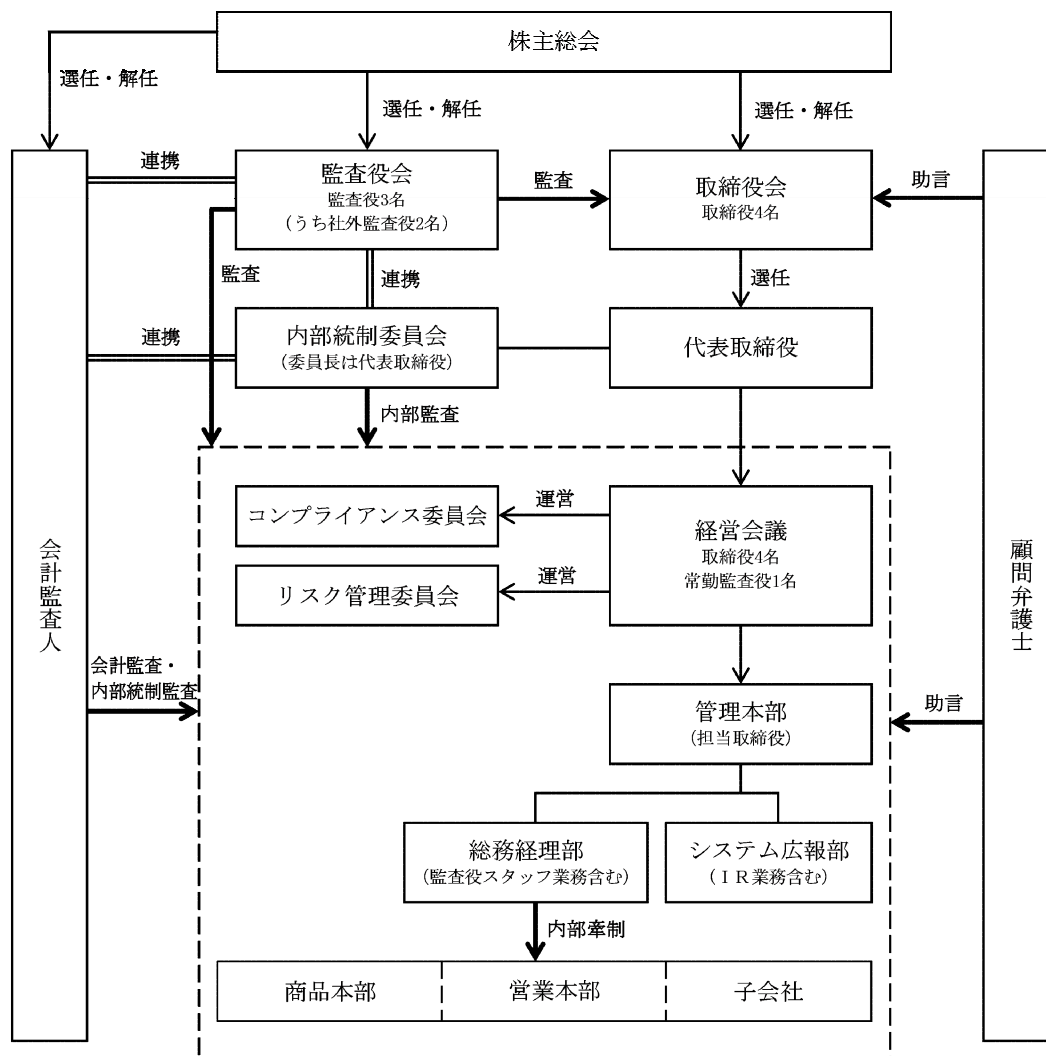 株主総会
選任・解任
選任・解任
選任・解任
連携
監査役会
監査役3名
(うち社外監査役2名)
監査
取締役会
取締役4名
助言
監査
連携
選任
連携
内部統制委員会
(委員長は代表取締役)
代表取締役
内部監査
コンプライアンス委員会
運営
経営会議
取締役4名
常勤監査役1名
リスク管理委員会
運営
会計監査人
顧問弁護士
会計監査・
内部統制監査
管理本部
(担当取締役)
助言
総務経理部
(監査役スタッフ業務含む)
システム広報部
(IR業務含む)
内部牽制
商品本部
営業本部
子会社